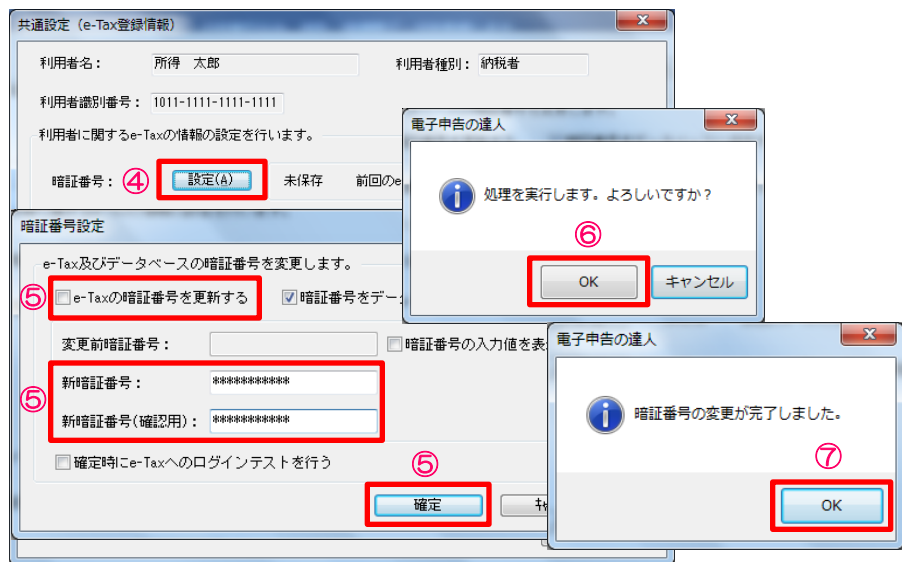 共通設定（e-Tax登録情報）
利用者名： 所得 太郎 利用者種別： 納税者
利用者識別番号： 1011-1111-1111-1111
利用者に関するe-Taxの情報の設定を行います。
暗証番号： ④ 設定(A) 未保存 前回のe
電子申告の達人
処理を実行します。よろしいですか？
⑥
OK キャンセル
暗証番号設定
e-Tax及びデータベースの暗証番号を変更します。
⑤ e-Taxの暗証番号を更新する 暗証番号をデー
変更前暗証番号： 暗証番号の入力値を表
⑤ 新暗証番号： ***********
新暗証番号(確認用)： ***********
確定時にe-Taxへのログインテストを行う
⑤
確定 ｷｬ
電子申告の達人
暗証番号の変更が完了しました。
⑦
OK